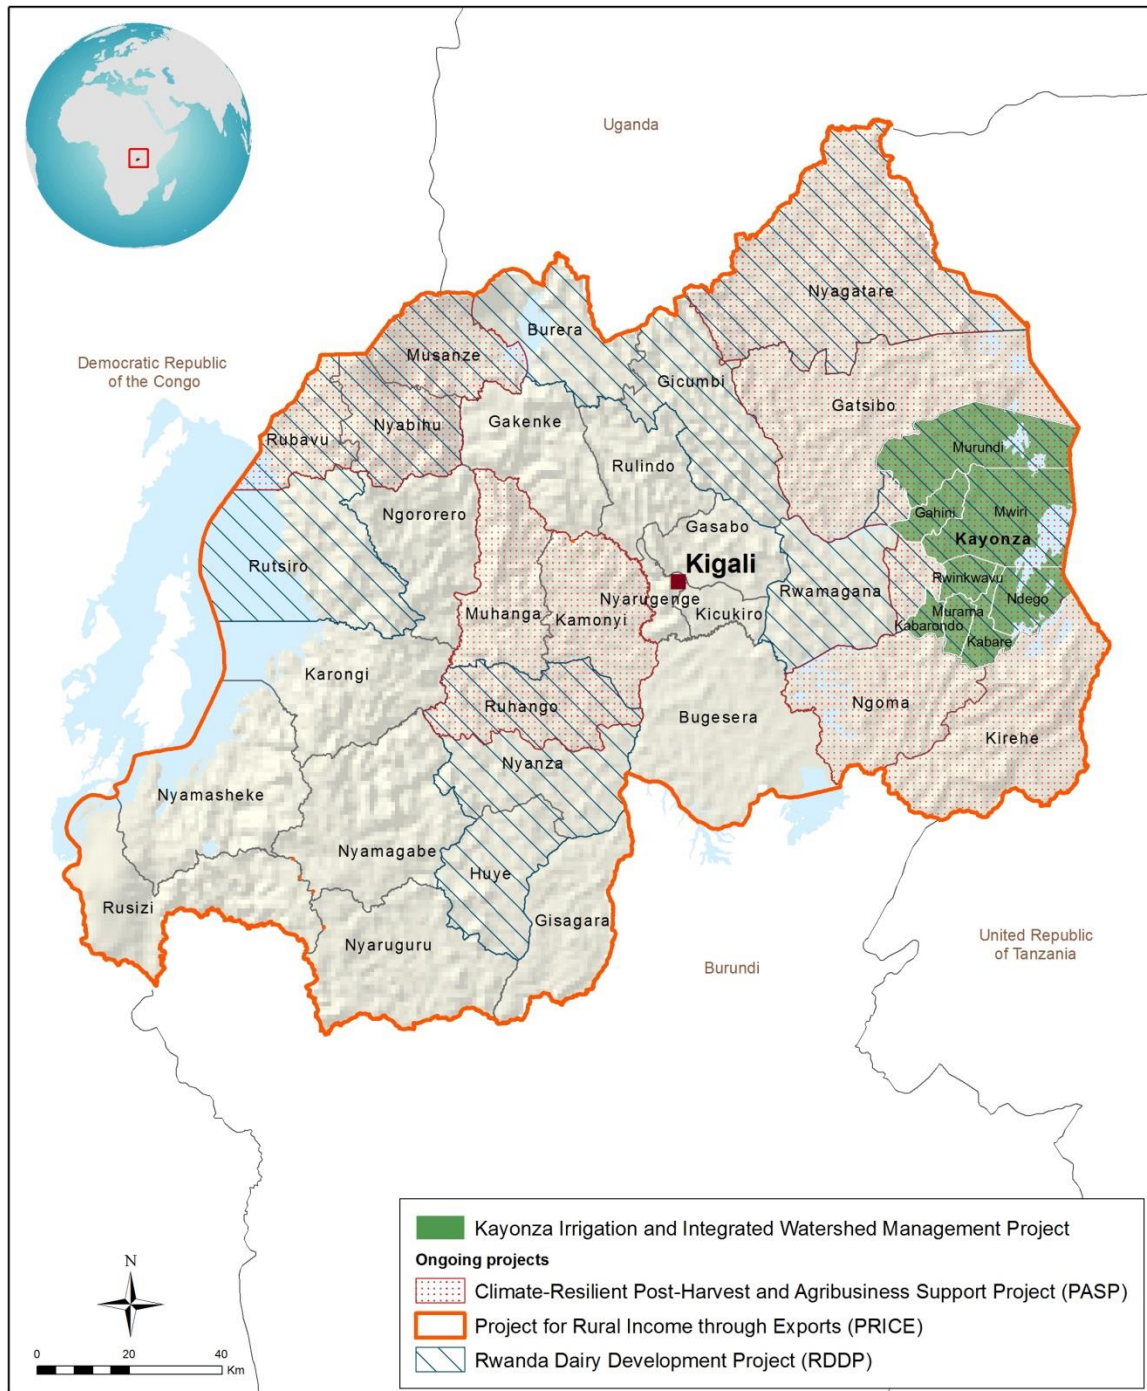 Uganda
Democratic Republic
of the Congo
Nyagatare
Burera
Musanze
Gicumbi
Gatsibo
Rubavu
Nyabihu
Gakenke
Murundi
Rulindo
Ngororero
Gahini
Mwiri
Gasabo
Kayonza
Kigali
Rutsiro
Rwinkwavu
Rwamagana
Ndego
Nyarugenge
Muhanga
Kamonyi
Kicukiro
Murama
Kabarondo
Kabare
Karongi
Ruhango
Ngoma
Bugesera
Kirehe
Nyanza
Nyamasheke
Nyamagabe
Huye
Rusizi
Gisagara
Nyaruguru
United Republic
of Tanzania
Burundi
Kayonza Irrigation and Integrated Watershed Management Project
Ongoing projects
Climate-Resilient Post-Harvest and Agribusiness Support Project (PASP)
Project for Rural Income through Exports (PRICE)
Rwanda Dairy Development Project (RDDP)
N
0 20 40
Km